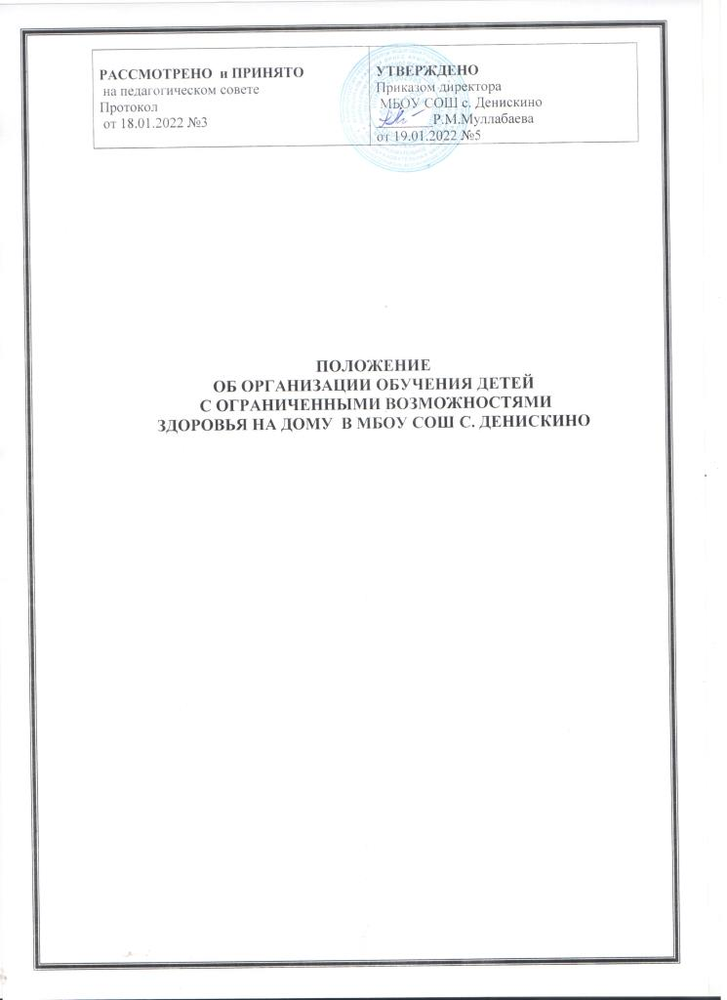 РАССМОТРЕНО и ПРИНЯТО
на педагогическом совете
Протокол
от 18.01.2022 №3
УТВЕРЖДЕНО
Приказом директора
МБОУ СОШ с. Денискино
Р.М.Муллабаева
от 19.01.2022 №5
ПОЛОЖЕНИЕ
ОБ ОРГАНИЗАЦИИ ОБУЧЕНИЯ ДЕТЕЙ
С ОГРАНИЧЕННЫМИ ВОЗМОЖНОСТЯМИ
ЗДОРОВЬЯ НА ДОМУ В МБОУ СОШ С. ДЕНИСКИНО